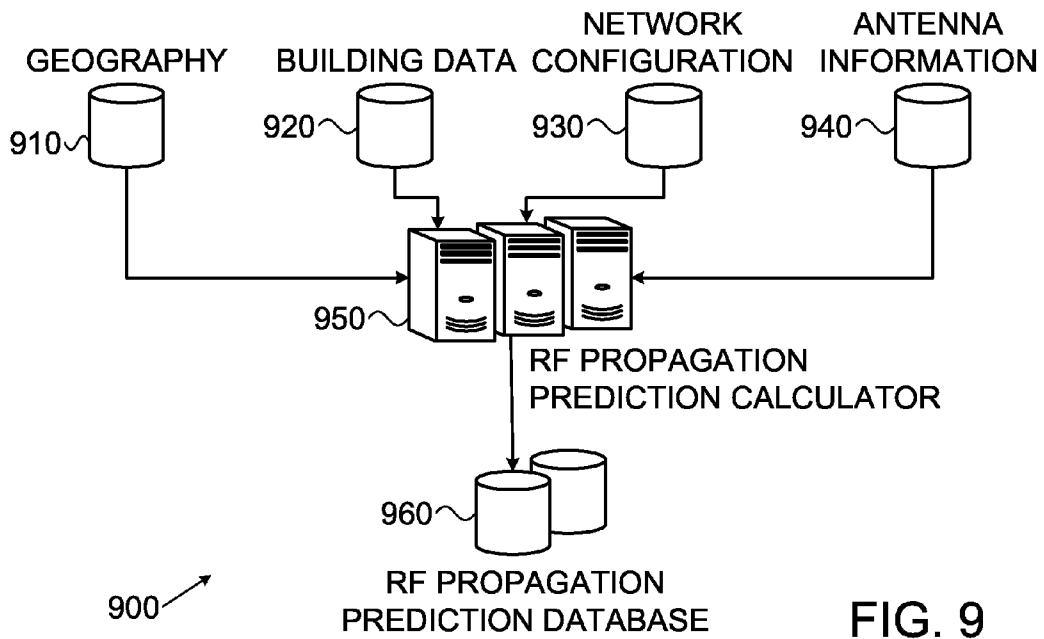 GEOGRAPHY
BUILDING DATA
NETWORK
CONFIGURATION
ANTENNA
INFORMATION
910
920
930
940
950
RF PROPAGATION
PREDICTION CALCULATOR
960
RF PROPAGATION
PREDICTION DATABASE
900
FIG. 9